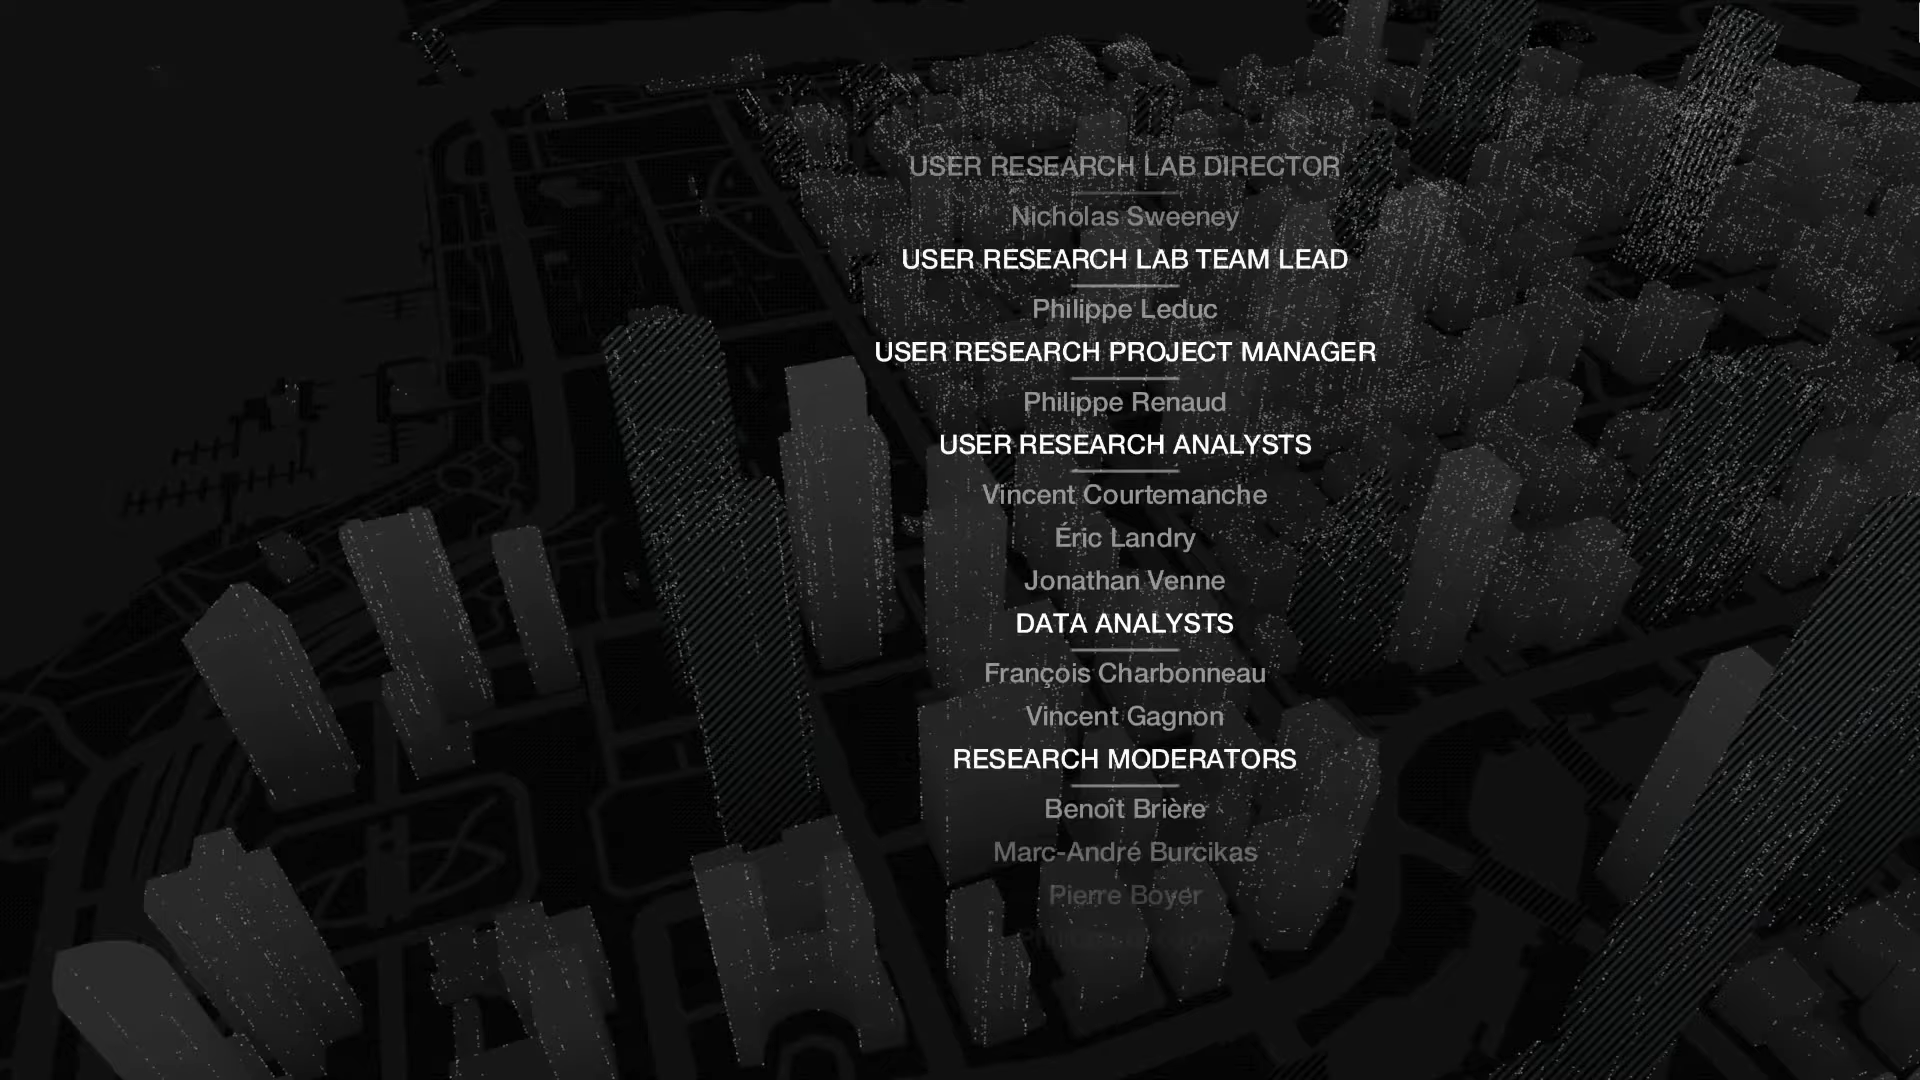 USER RESEARCH LAB DIRECTOR
Nicholas Sweeney
USER RESEARCH LAB TEAM LEAD
Philippe Leduc
USER RESEARCH PROJECT MANAGER
Philippe Renaud
USER RESEARCH ANALYSTS
Vincent Courtemanche
Éric Landry
Jonathan Venne
DATA ANALYSTS
François Charbonneau
Vincent Gagnon
RESEARCH MODERATORS
Benoît Brière
Marc-André Burcikas
Pierre Boyer